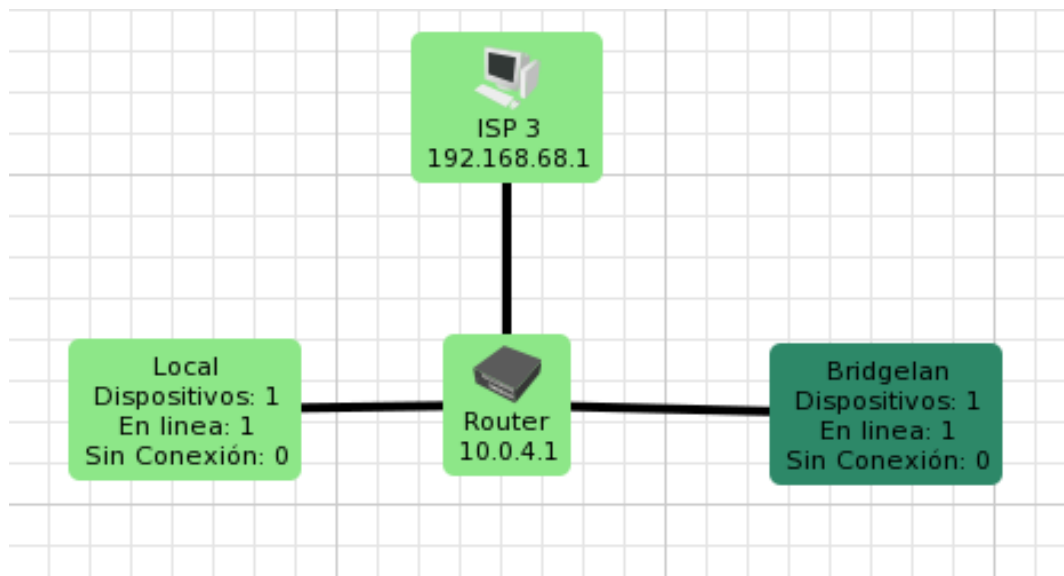 ISP 3
192.168.68.1
Local
Dispositivos: 1
En linea: 1
Sin Conexión: 0
Router
10.0.4.1
Bridgelan
Dispositivos: 1
En linea: 1
Sin Conexión: 0